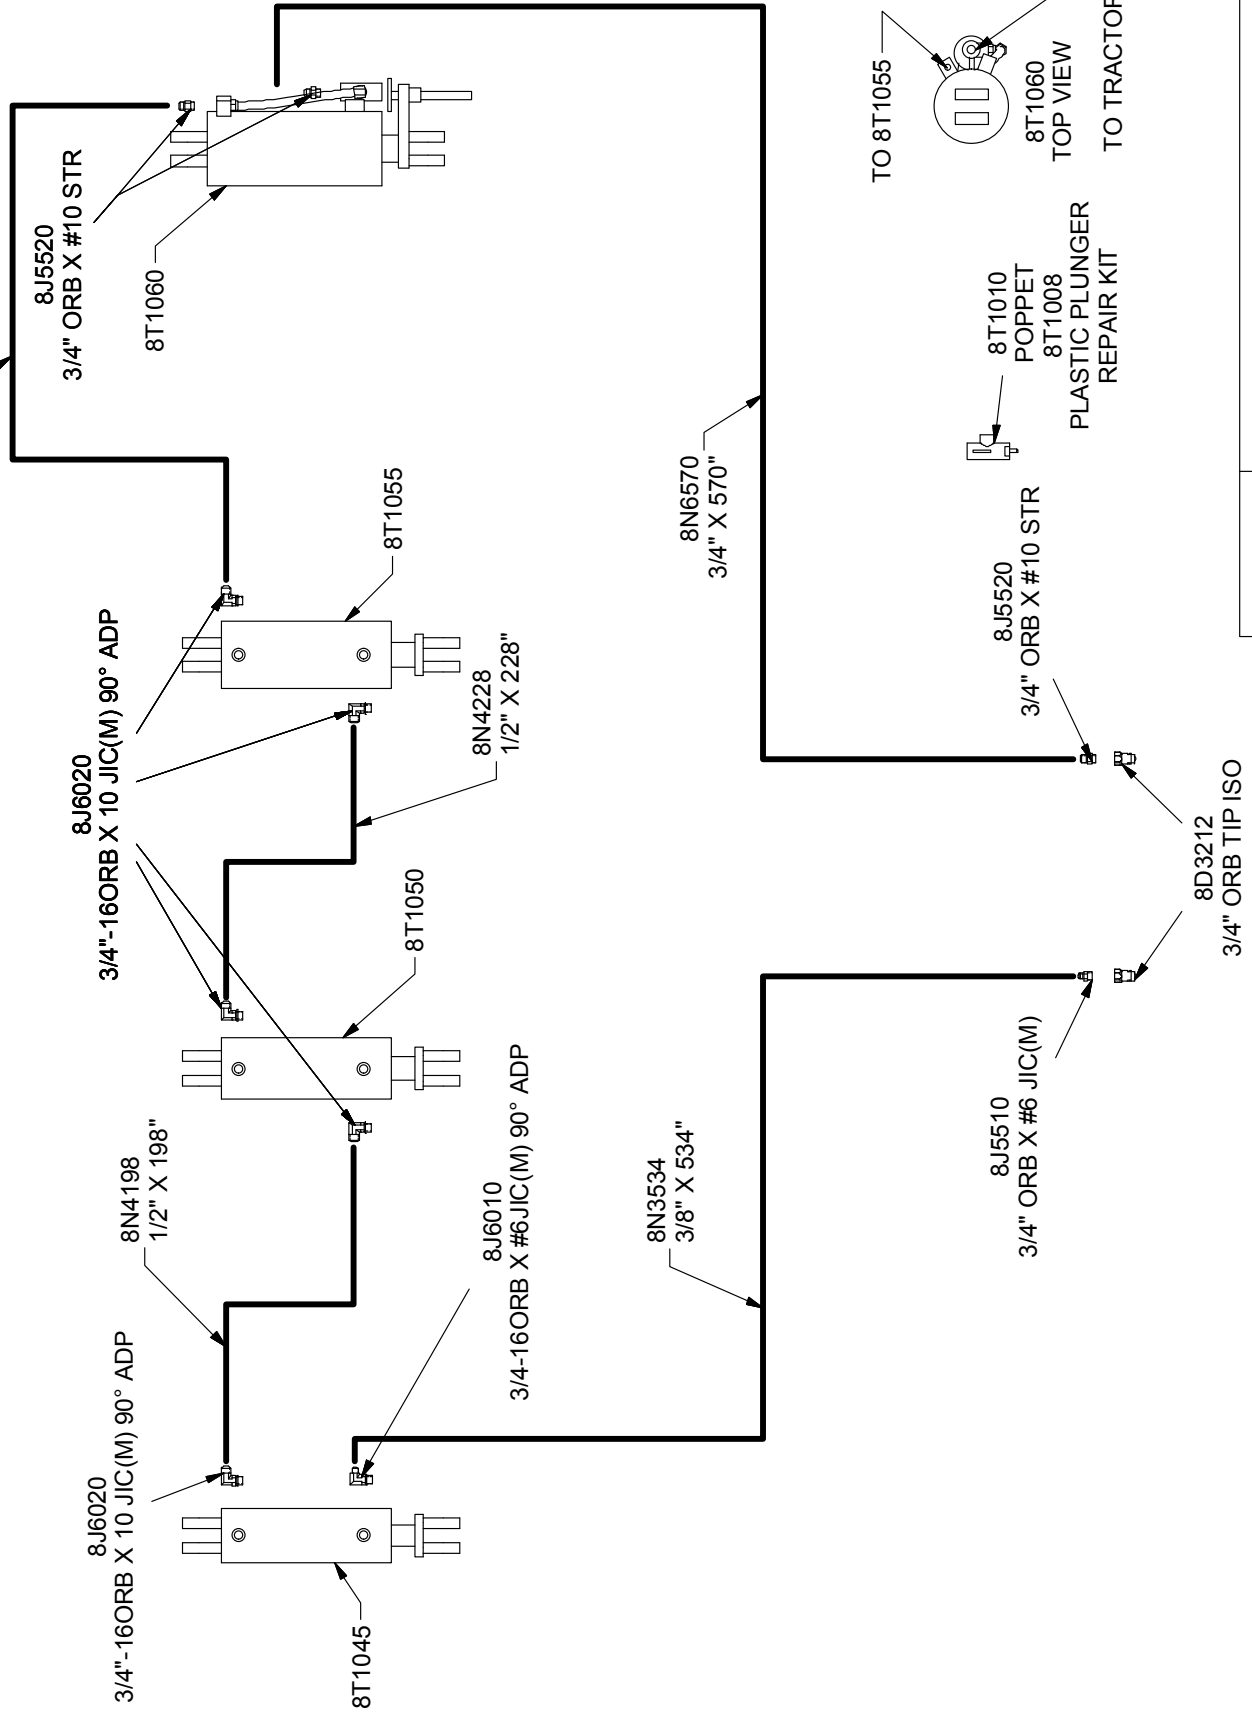 8J6020
3/4"-16ORB X 10 JIC(M) 90° ADP
8N4198
1/2" X 198"
8J6020
3/4"-16ORB X 10 JIC(M) 90° ADP
8J5520
3/4" ORB X #10 STR
8T1060
8T1045
8J6010
3/4-16ORB X #6JIC(M) 90° ADP
8T1050
8N4228
1/2" X 228"
8T1055
8N3534
3/8" X 534"
8N6570
3/4" X 570"
8J5510
3/4" ORB X #6 JIC(M)
8D3212
3/4" ORB TIP ISO
8J5520
3/4" ORB X #10 STR
8T1010
POPPET
8T1008
PLASTIC PLUNGER
REPAIR KIT
TO 8T1055
8T1060
TOP VIEW
TO TRACTOR